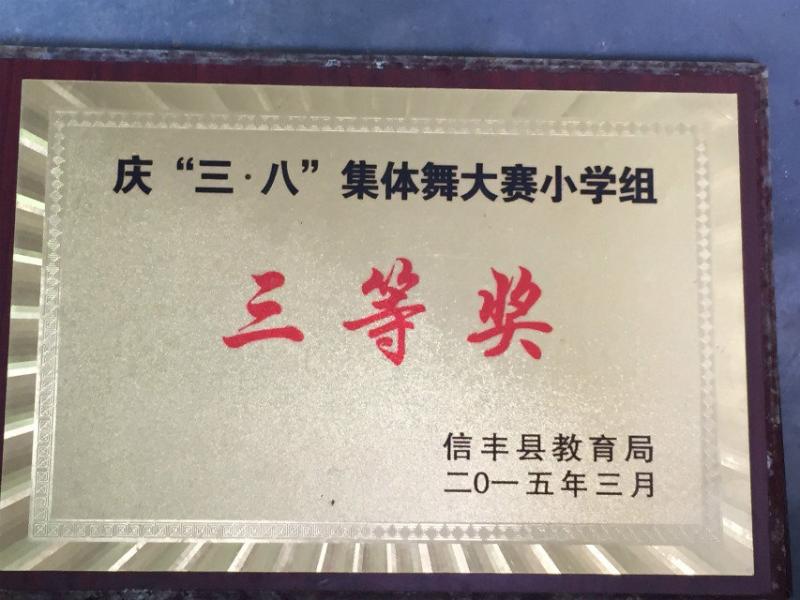 庆“三·八”集体舞大赛小学组
三等奖
信丰县教育局
二0一五年三月